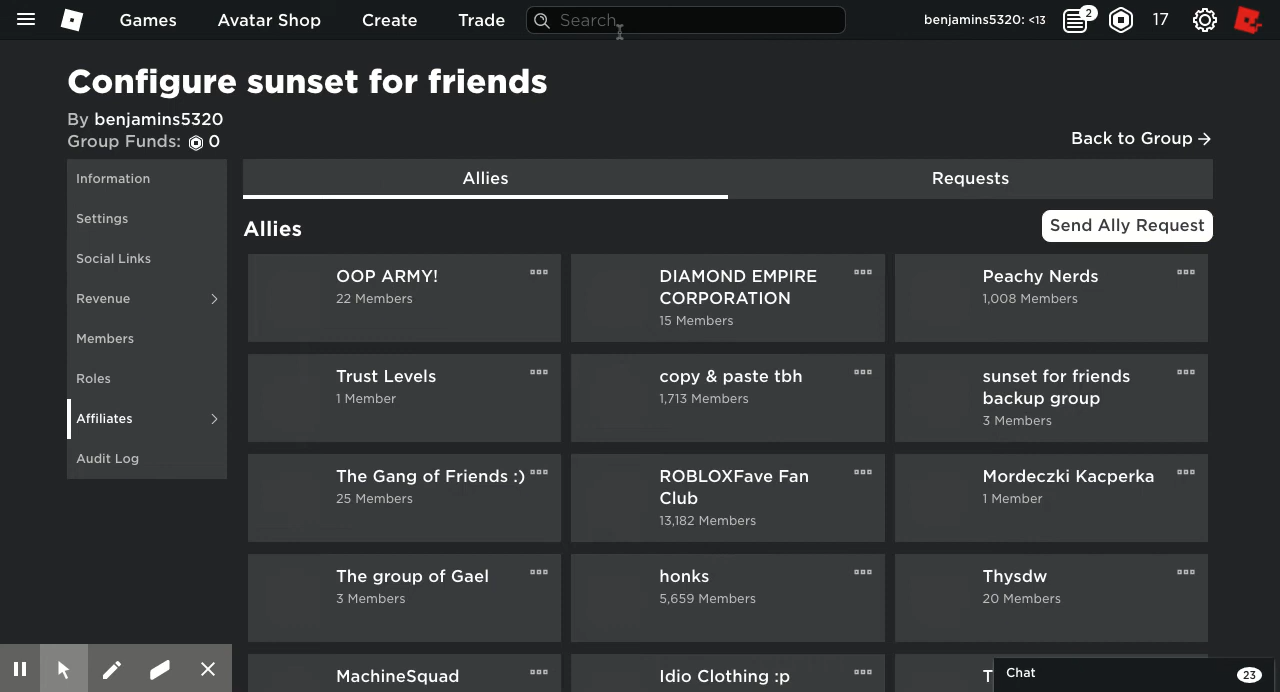 Games Avatar Shop Create Trade Search benjamins5320: <13 2 17
Configure sunset for friends
By benjamins5320
Group Funds: 0
Back to Group
Information
Settings
Social Links
Revenue
Members
Roles
Affiliates
Audit Log
Allies Requests
Allies
Send Ally Request
OOP ARMY!
22 Members
DIAMOND EMPIRE
CORPORATION
15 Members
Peachy Nerds
1,008 Members
Trust Levels
1 Member
copy & paste tbh
1,713 Members
sunset for friends
backup group
3 Members
The Gang of Friends :)
25 Members
ROBLOXFave Fan
Club
13,182 Members
Mordeczki Kacperka
1 Member
The group of Gael
3 Members
honks
5,659 Members
Thysdw
20 Members
MachineSquad
Idio Clothing :p
T
Chat 23